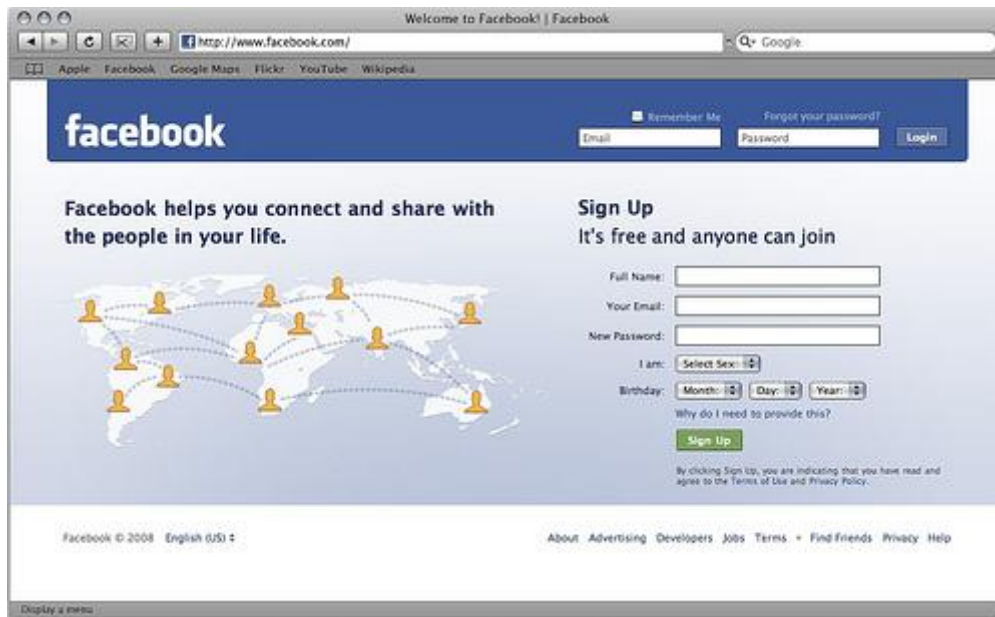 Welcome to Facebook! | Facebook
http://www.facebook.com/
Google
Apple Facebook Google Maps Flickr YouTube Wikipedia
facebook
Remember Me Forgot your password?
Email Password Login
Facebook helps you connect and share with
the people in your life.
Sign Up
It's free and anyone can join
Full Name:
Your Email:
New Password:
I am: Select Sex:
Birthday: Month: Day: Year:
Why do I need to provide this?
Sign Up
By clicking Sign Up, you are indicating that you have read and
agree to the Terms of Use and Privacy Policy.
Facebook © 2008 English (US)
About Advertising Developers Jobs Terms • Find Friends Privacy Help
Display a menu